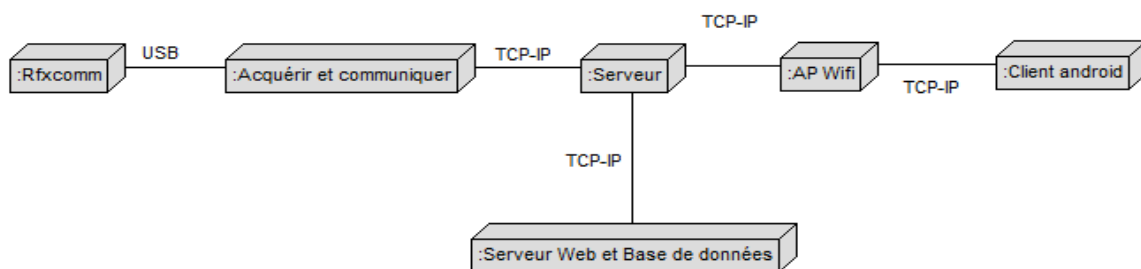 TCP-IP
USB
TCP-IP
:Rfxcomm
:Acquérir et communiquer
:Serveur
:AP Wifi
:Client android
TCP-IP
TCP-IP
:Serveur Web et Base de données